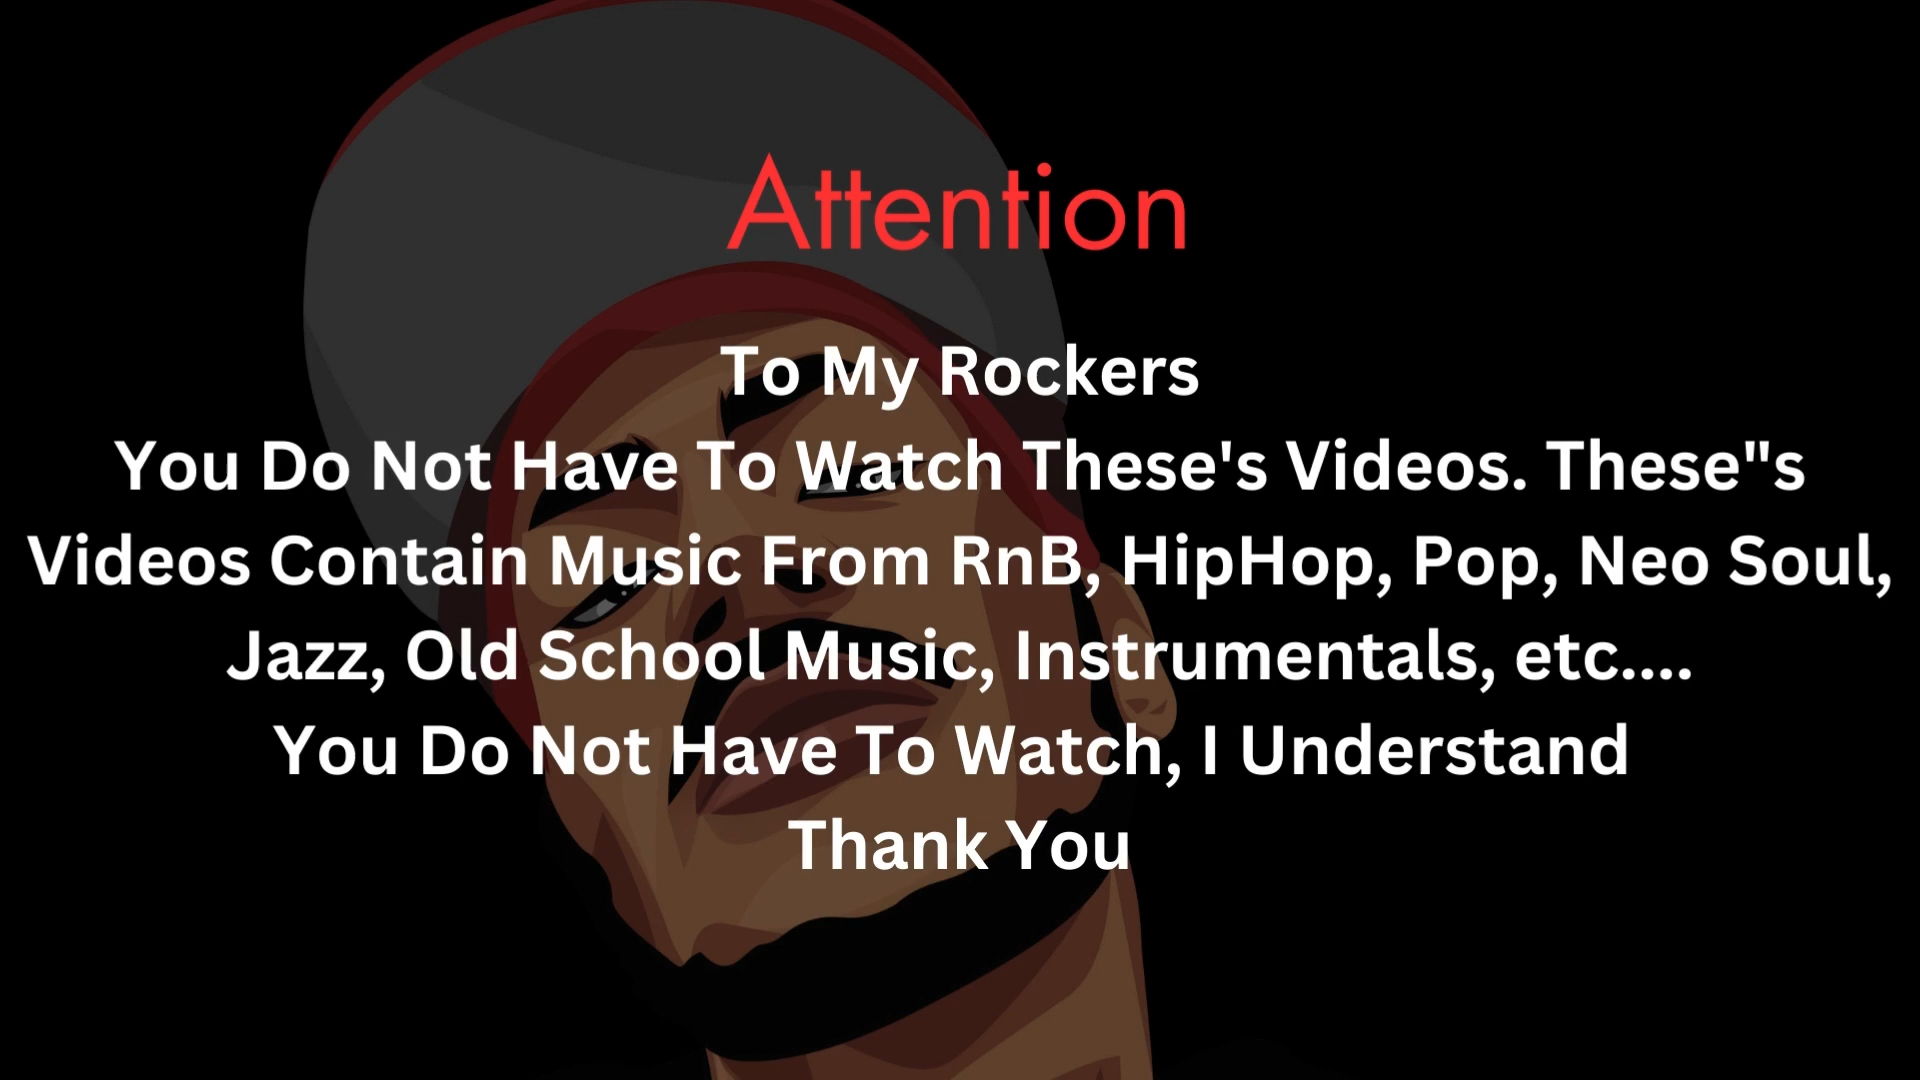 Attention
To My Rockers
You Do Not Have To Watch These's Videos. These"s
Videos Contain Music From RnB, HipHop, Pop, Neo Soul,
Jazz, Old School Music, Instrumentals, etc....
You Do Not Have To Watch, I Understand
Thank You